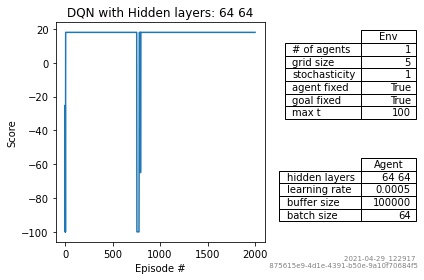 DQN with Hidden layers: 64 64
Score
20
0
−20
−40
−60
−80
−100
0
500
1000
1500
2000
Episode #
Env
# of agents 1
grid size 5
stochasticity 1
agent fixed True
goal fixed True
max t 100
Agent
hidden layers 64 64
learning rate 0.0005
buffer size 100000
batch size 64
2021-04-29_122917
875615e9-4d1e-4391-b50e-9a10f70684f5